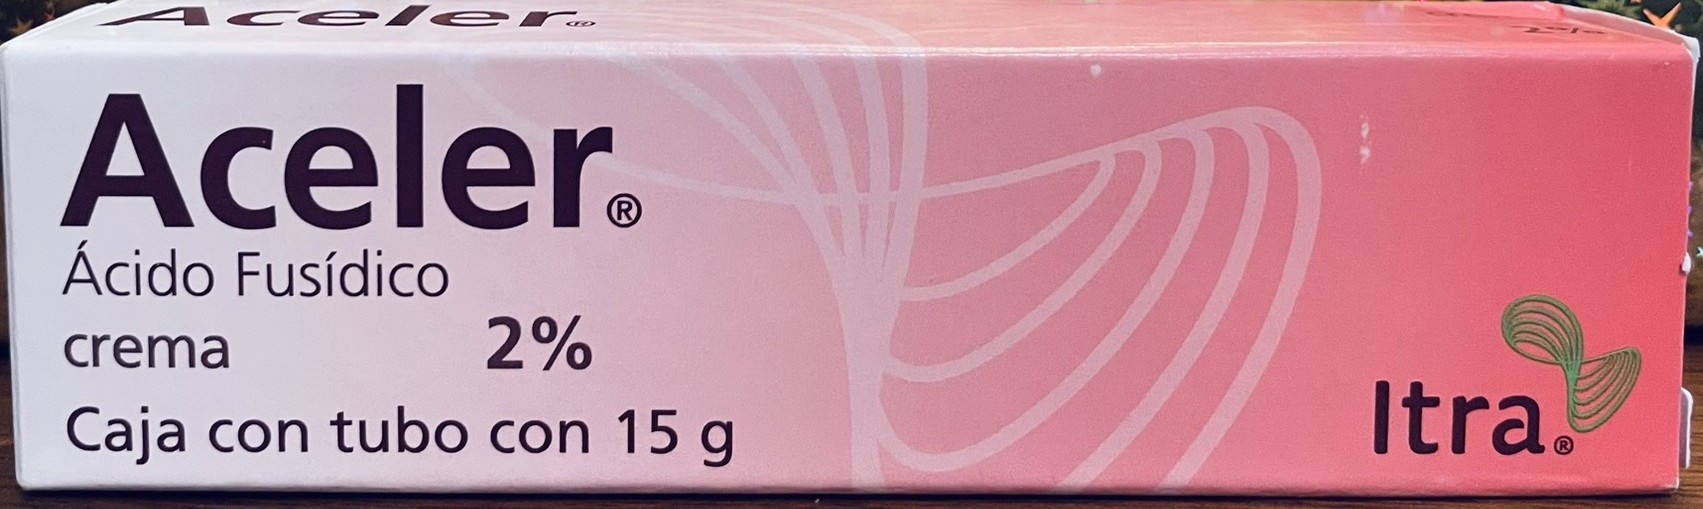 Aceler®
Aceler®
Ácido Fusídico
crema 2%
Caja con tubo con 15 g
Itra®